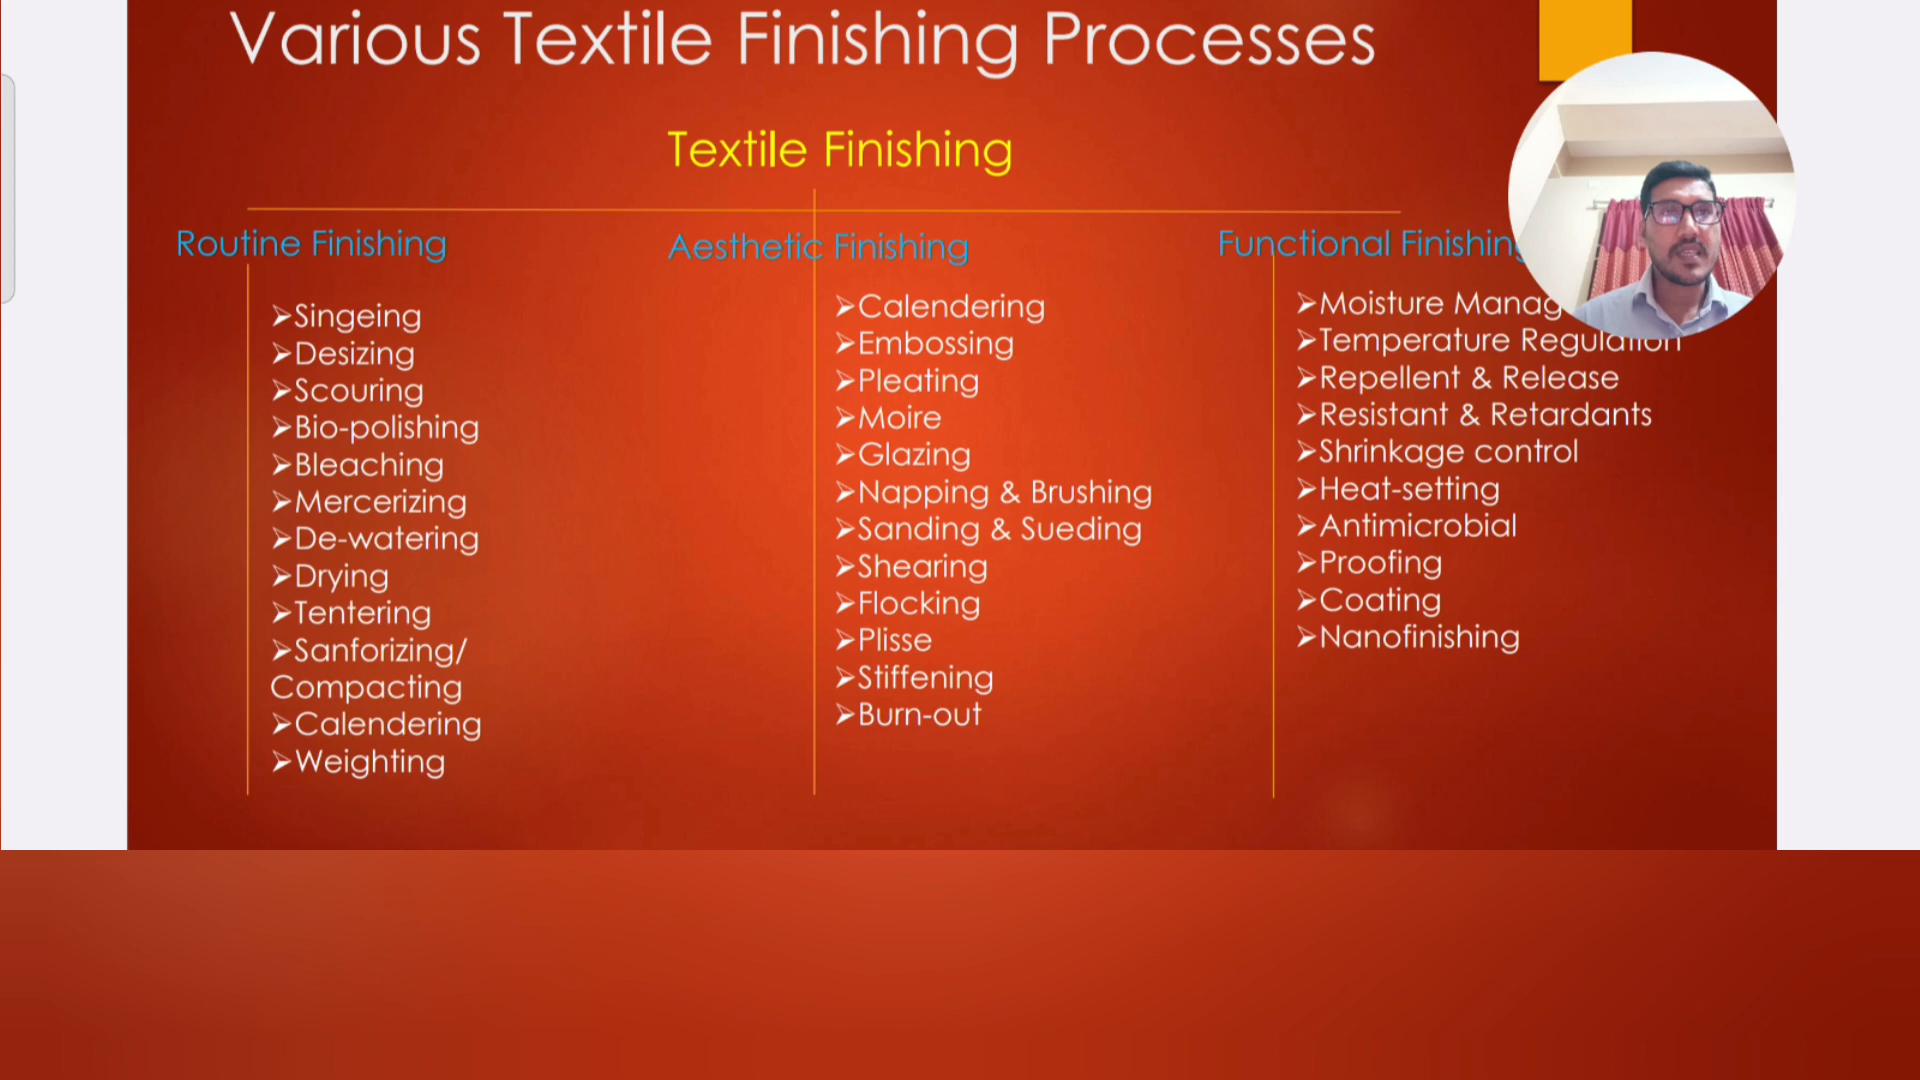 Various Textile Finishing Processes
Textile Finishing
Routine Finishing
➢Singeing
➢Desizing
➢Scouring
➢Bio-polishing
➢Bleaching
➢Mercerizing
➢De-watering
➢Drying
➢Tentering
➢Sanforizing/
Compacting
➢Calendering
➢Weighting
Aesthetic Finishing
➢Calendering
➢Embossing
➢Pleating
➢Moire
➢Glazing
➢Napping & Brushing
➢Sanding & Sueding
➢Shearing
➢Flocking
➢Plisse
➢Stiffening
➢Burn-out
Functional Finishing
➢Moisture
➢Temperature Regulation
➢Repellent & Release
➢Resistant & Retardants
➢Shrinkage control
➢Heat-setting
➢Antimicrobial
➢Proofing
➢Coating
➢Nanofinishing